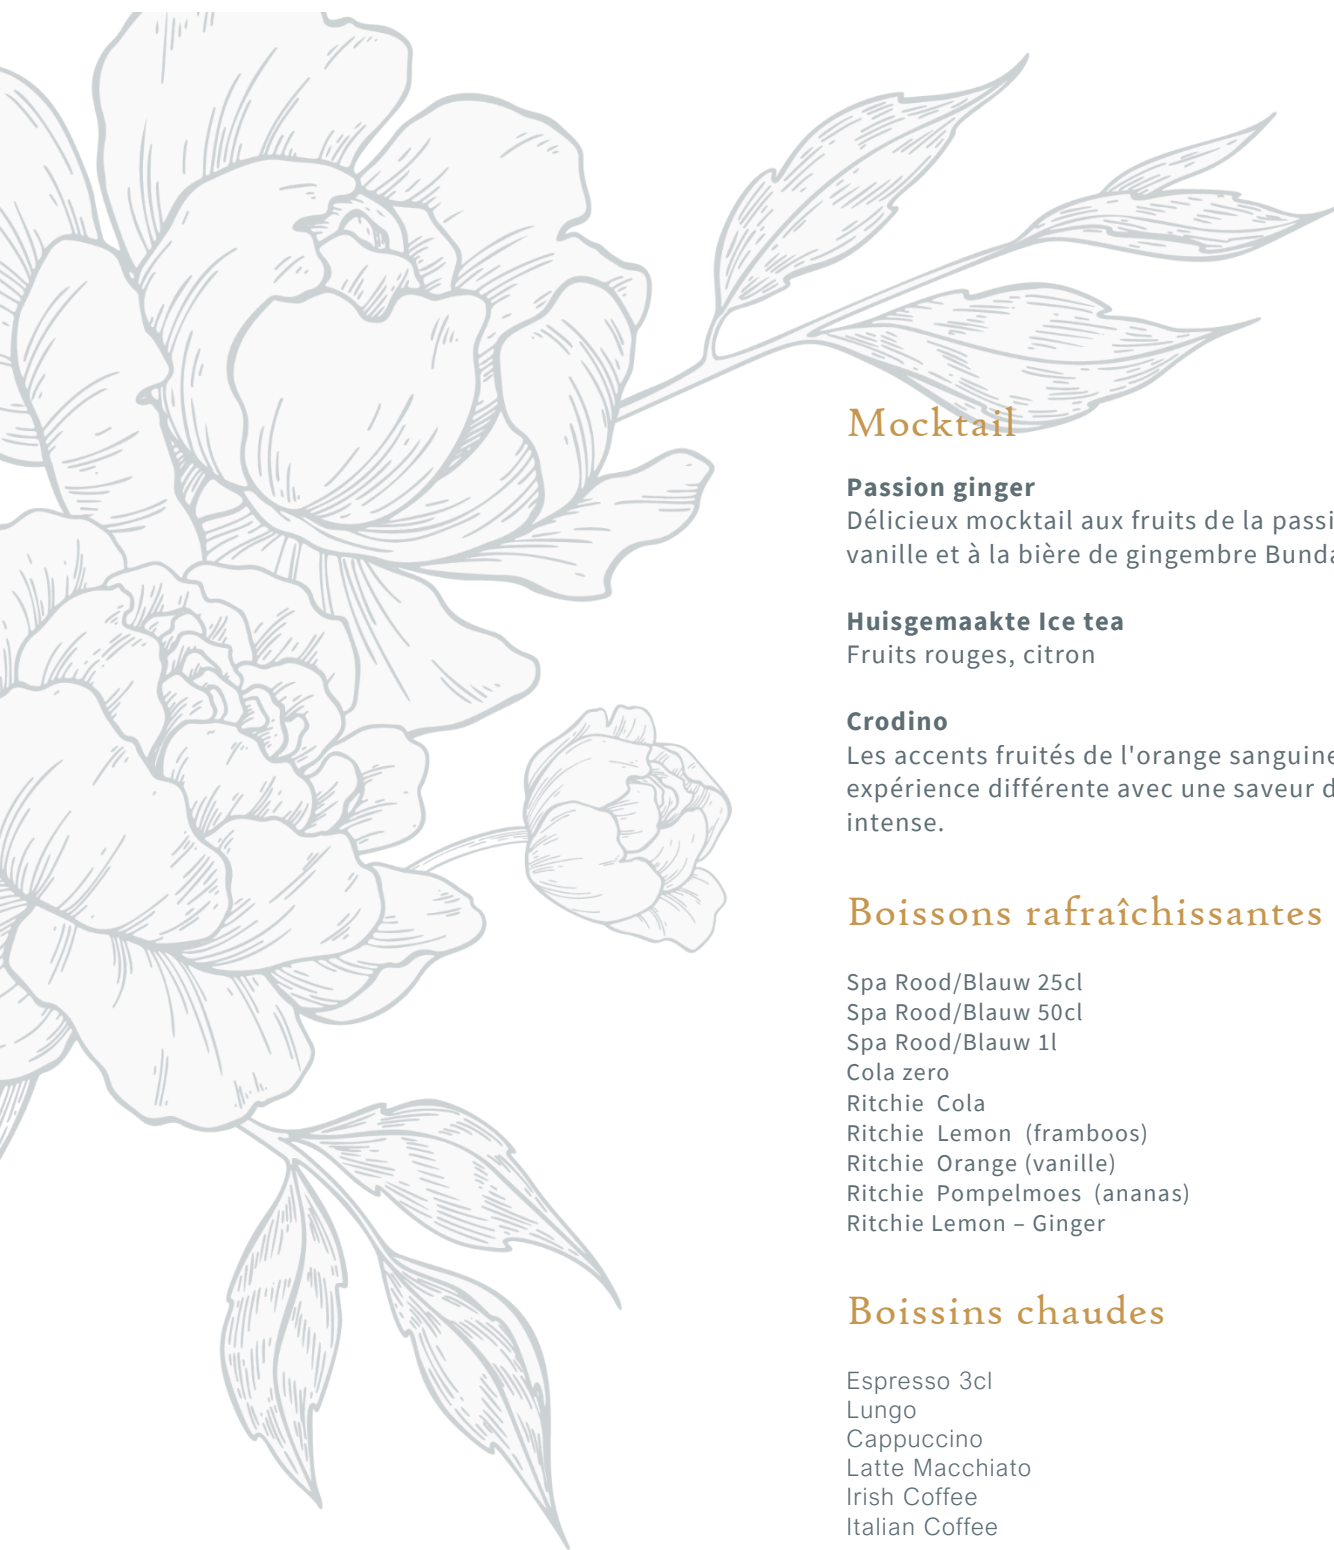 Mocktail
Passion ginger
Délicieux mocktail aux fruits de la
vanille et à la bière de gingembre
Huisgemaakte Ice tea
Fruits rouges, citron
Crodino
Les accents fruités de l'orange sanguine
expérience différente avec une saveur
intense.
Boissons rafraîchissantes
Spa Rood/Blauw 25cl
Spa Rood/Blauw 50cl
Spa Rood/Blauw 1l
Cola zero
Ritchie Cola
Ritchie Lemon (framboos)
Ritchie Orange (vanille)
Ritchie Pompelmoes (ananas)
Ritchie Lemon – Ginger
Boissins chaudes
Espresso 3cl
Lungo
Cappuccino
Latte Macchiato
Irish Coffee
Italian Coffee